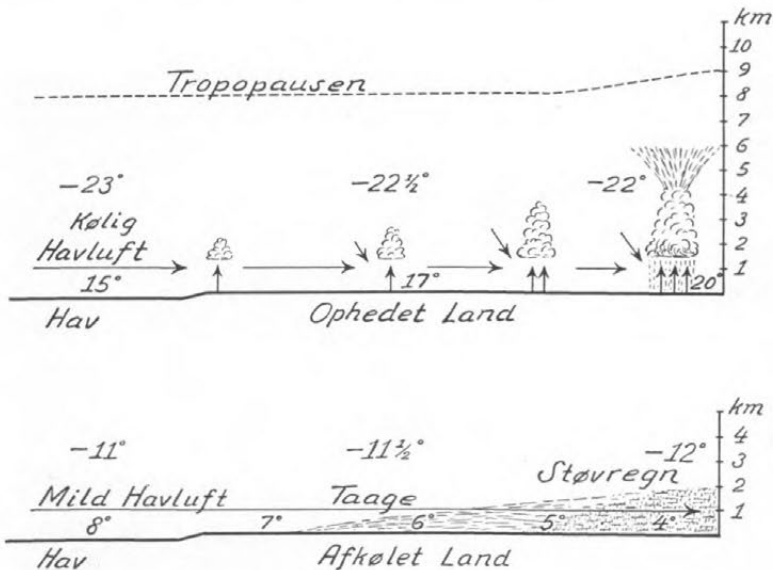 km
10
9
Tropopausen
8
7
6
5
-23° -22½° -22°
4
Kølig
3
Havluft
2
1
15° 17° 20°
Hav Ophedet Land
km
4
-11° -11½° -12°
3
Støvregn
2
Mild Havluft Taage
1
8° 7° 6° 5° 4°
Hav Afkølet Land